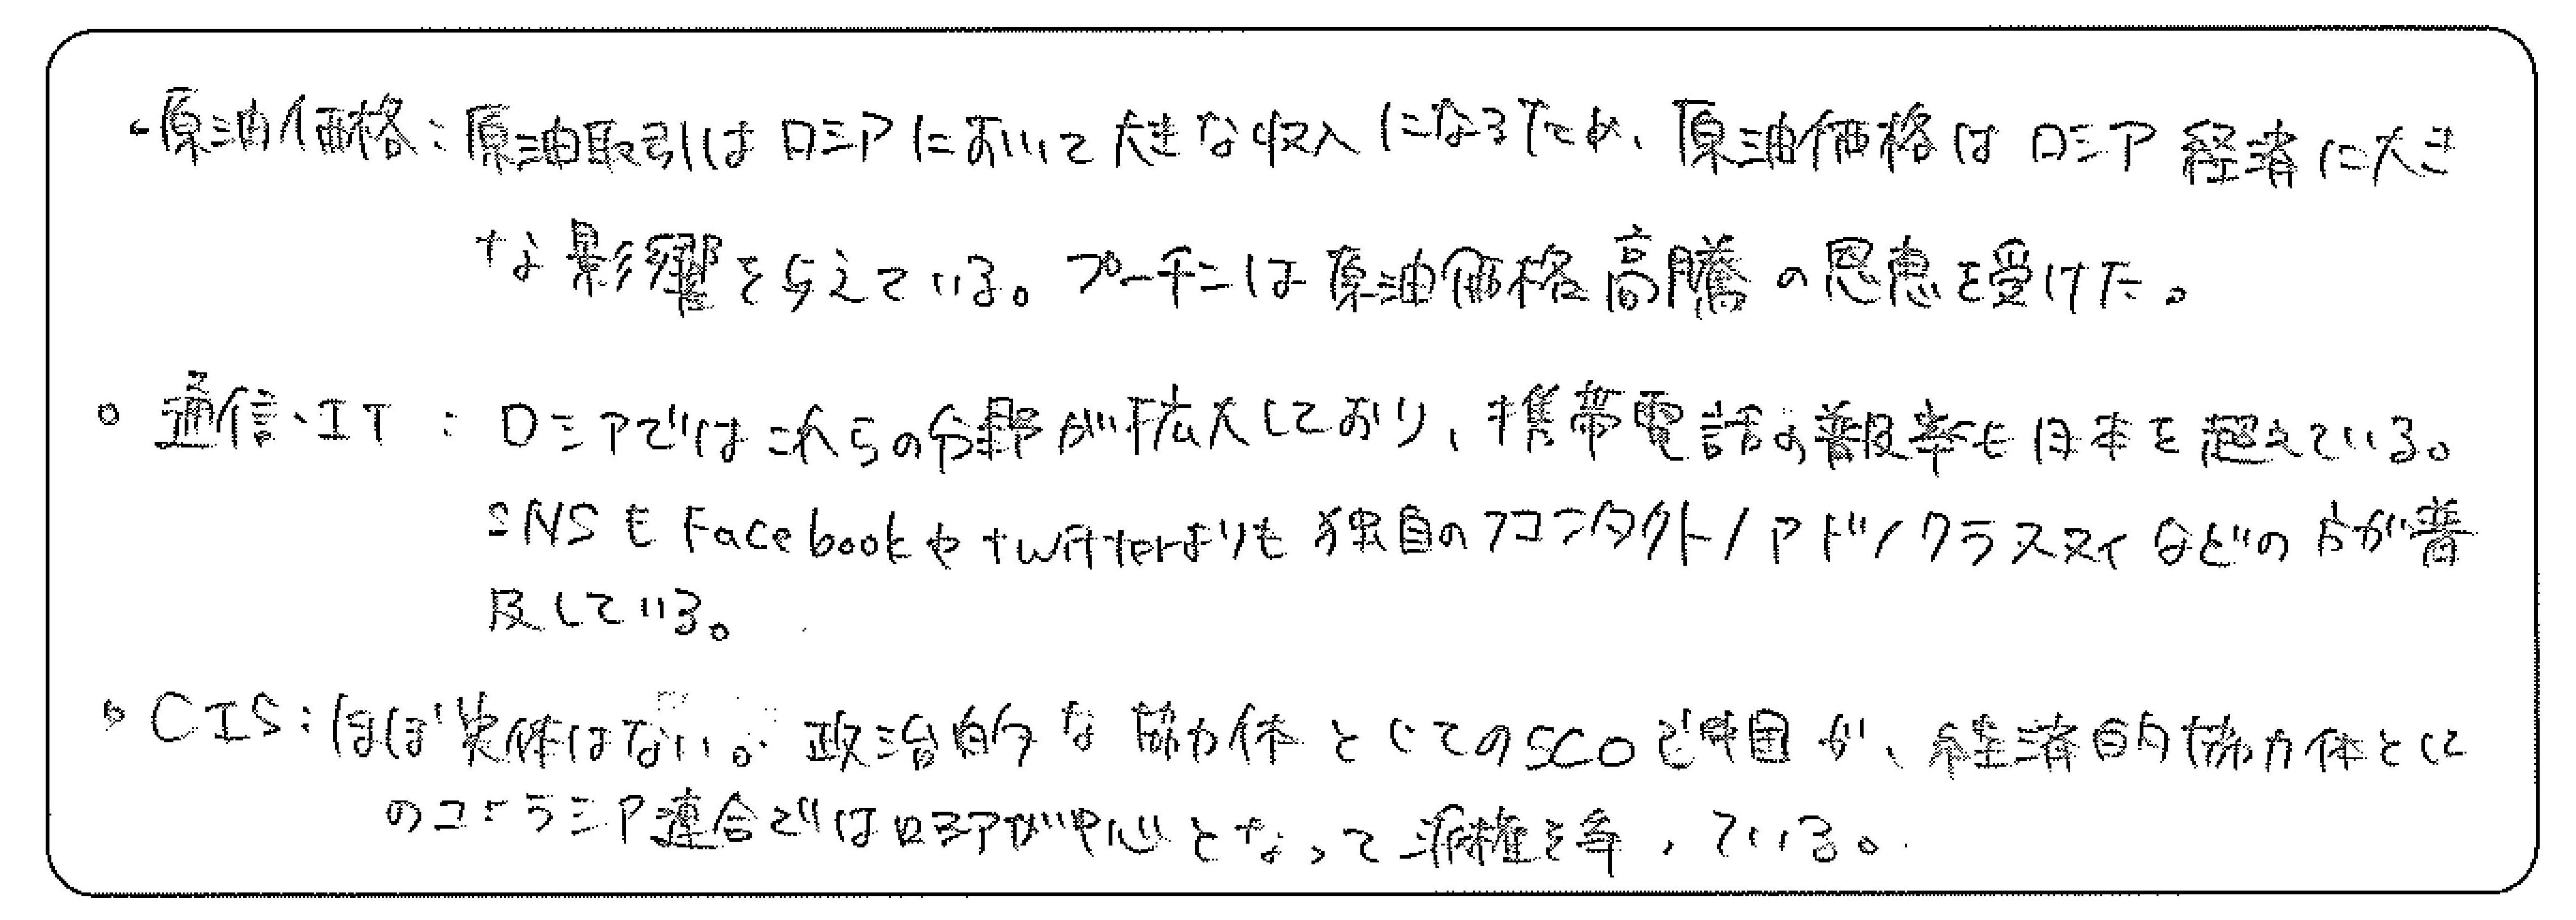 ・原油価格：原油取引はロシアにおいて大きな収入になるため、原油価格はロシア経済に大き
な影響を与えている。プーチンは原油価格高騰の恩恵を受けた。
・通信・IT：ロシアではこれらの分野が拡大しており、携帯電話の普及率も日本を超えている。
SNSもFacebookやtwitterよりも独自のフコンタクト/アドノクラスヌイなどの方が普
及している。
・CIS：ほぼ実体はない。政治的な協力体としてのSCOで中国が、経済的協力体として
のユーラシア連合ではロシアが中心となって覇権を争っている。